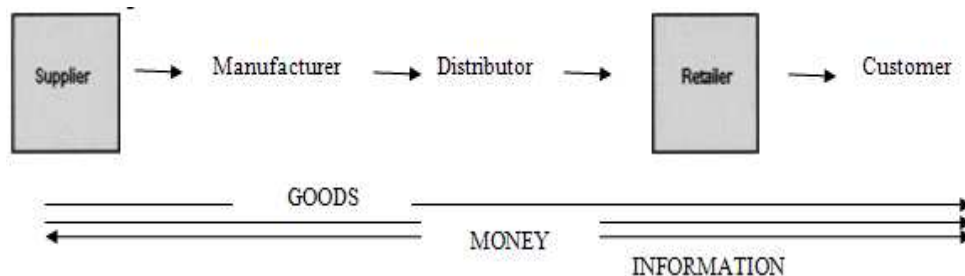 Supplier
Manufacturer
Distributor
Retailer
Customer
GOODS
MONEY
INFORMATION